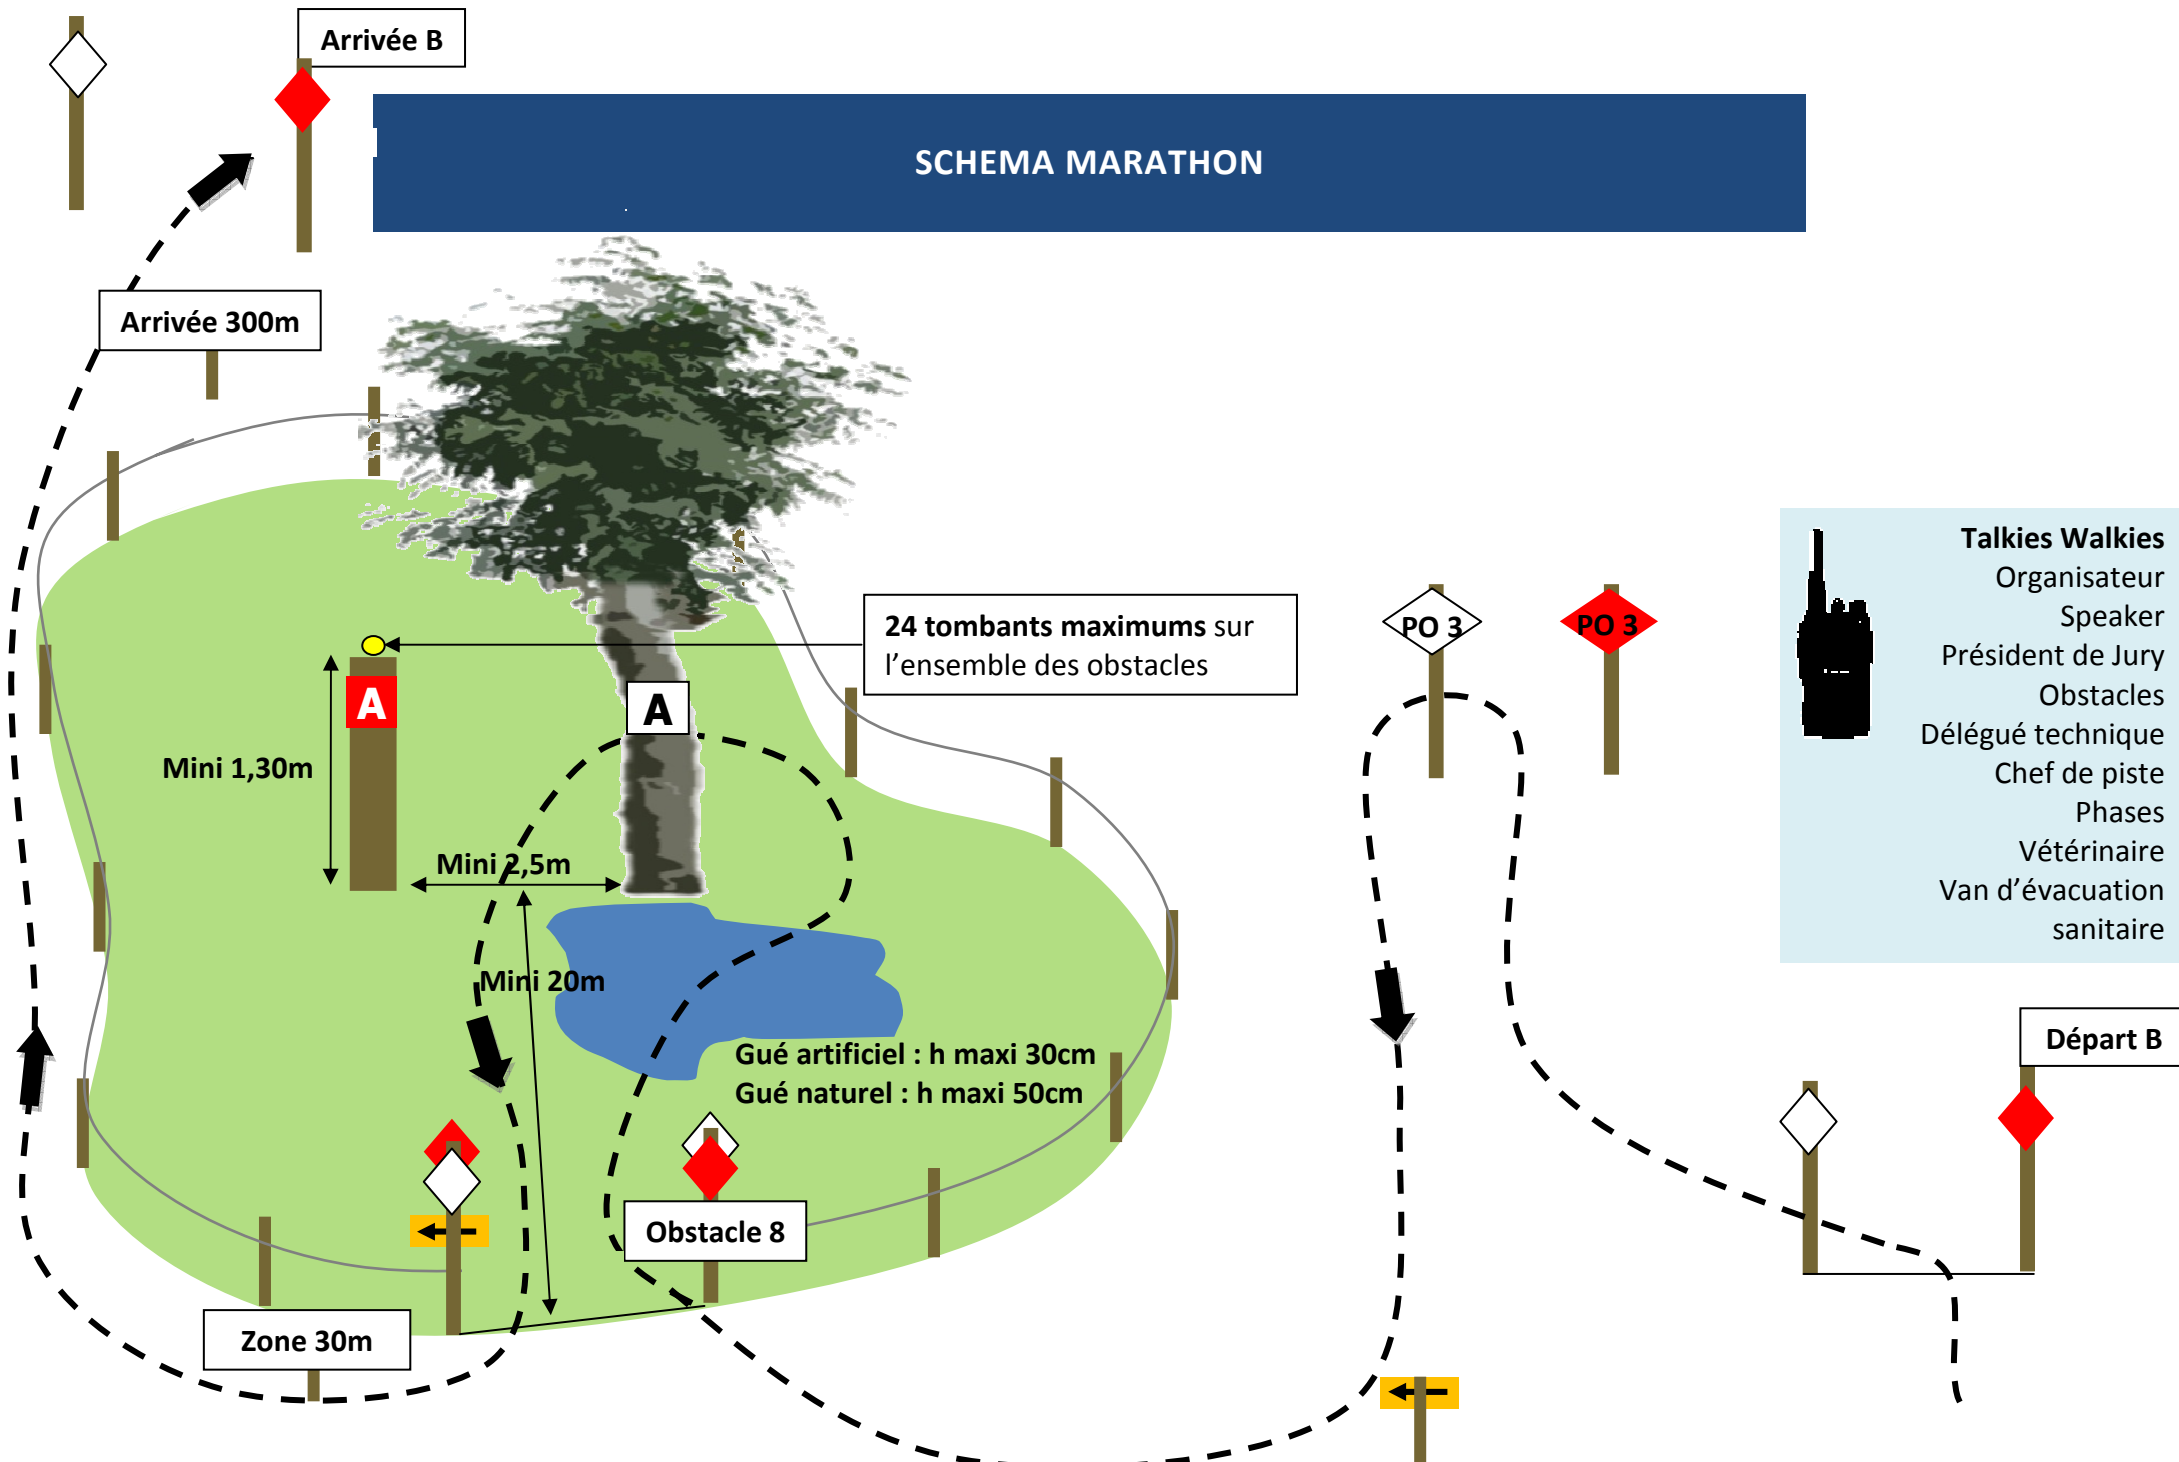 Arrivée B
SCHEMA MARATHON
Arrivée 300m
24 tombants maximums sur
l’ensemble des obstacles
PO 3
PO 3
Talkies Walkies
Organisateur
Speaker
Président de Jury
Obstacles
Délégué technique
Chef de piste
Phases
Vétérinaire
Van d’évacuation
sanitaire
A
A
Mini 1,30m
Mini 2,5m
Mini 20m
Gué artificiel : h maxi 30cm
Gué naturel : h maxi 50cm
Départ B
Obstacle 8
Zone 30m